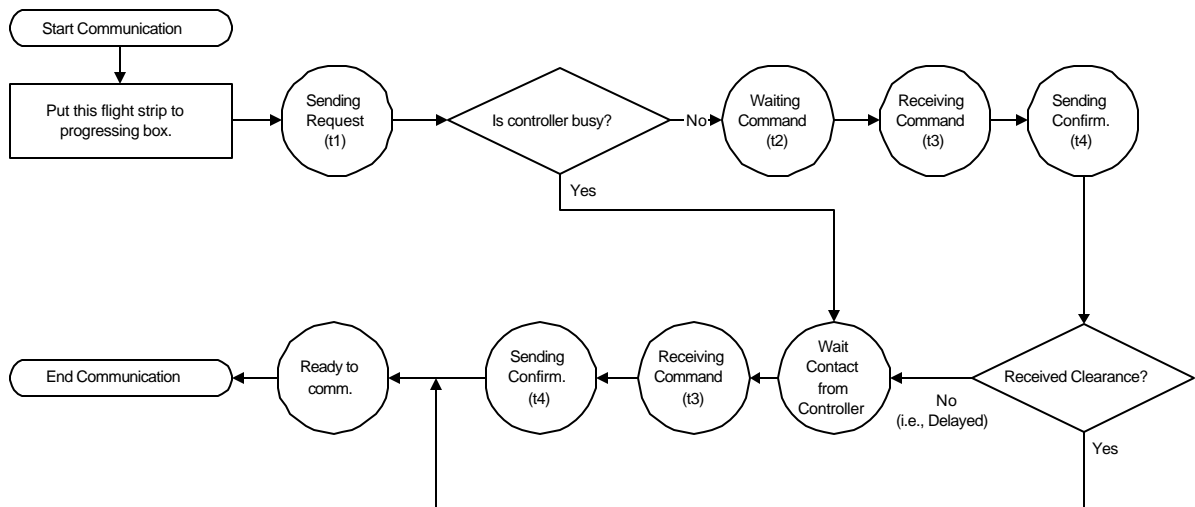 Start Communication
Put this flight strip to
progressing box.
Sending
Request
(t1)
Is controller busy?
No
Yes
Waiting
Command
(t2)
Receiving
Command
(t3)
Sending
Confirm.
(t4)
Received Clearance?
No
(i.e., Delayed)
Yes
Wait
Contact
from
Controller
Receiving
Command
(t3)
Sending
Confirm.
(t4)
Ready to
comm.
End Communication